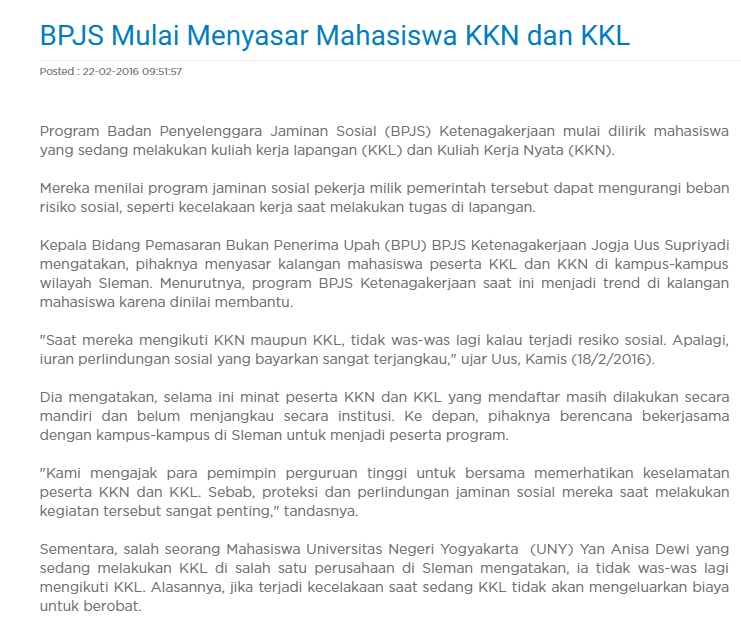 BPJS Mulai Menyasar Mahasiswa KKN dan KKL
Posted : 22-02-2016 09:51:57
Program Badan Penyelenggara Jaminan Sosial (BPJS) Ketenagakerjaan mulai dilirik mahasiswa
yang sedang melakukan kuliah kerja lapangan (KKL) dan Kuliah Kerja Nyata (KKN).
Mereka menilai program jaminan sosial pekerja milik pemerintah tersebut dapat mengurangi beban
risiko sosial, seperti kecelakaan kerja saat melakukan tugas di lapangan.
Kepala Bidang Pemasaran Bukan Penerima Upah (BPU) BPJS Ketenagakerjaan Jogja Uus Supriyadi
mengatakan, pihaknya menyasar kalangan mahasiswa peserta KKL dan KKN di kampus-kampus
wilayah Sleman. Menurutnya, program BPJS Ketenagakerjaan saat ini menjadi trend di kalangan
mahasiswa karena dinilai membantu.
"Saat mereka mengikuti KKN maupun KKL, tidak was-was lagi kalau terjadi resiko sosial. Apalagi,
iuran perlindungan sosial yang bayarkan sangat terjangkau," ujar Uus, Kamis (18/2/2016).
Dia mengatakan, selama ini minat peserta KKN dan KKL yang mendaftar masih dilakukan secara
mandiri dan belum menjangkau secara institusi. Ke depan, pihaknya berencana bekerjasama
dengan kampus-kampus di Sleman untuk menjadi peserta program.
"Kami mengajak para pemimpin perguruan tinggi untuk bersama memerhatikan keselamatan
peserta KKN dan KKL. Sebab, proteksi dan perlindungan jaminan sosial mereka saat melakukan
kegiatan tersebut sangat penting," tandasnya.
Sementara, salah seorang Mahasiswa Universitas Negeri Yogyakarta (UNY) Yan Anisa Dewi yang
sedang melakukan KKL di salah satu perusahaan di Sleman mengatakan, ia tidak was-was lagi
mengikuti KKL. Alasannya, jika terjadi kecelakaan saat sedang KKL tidak akan mengeluarkan biaya
untuk berobat.